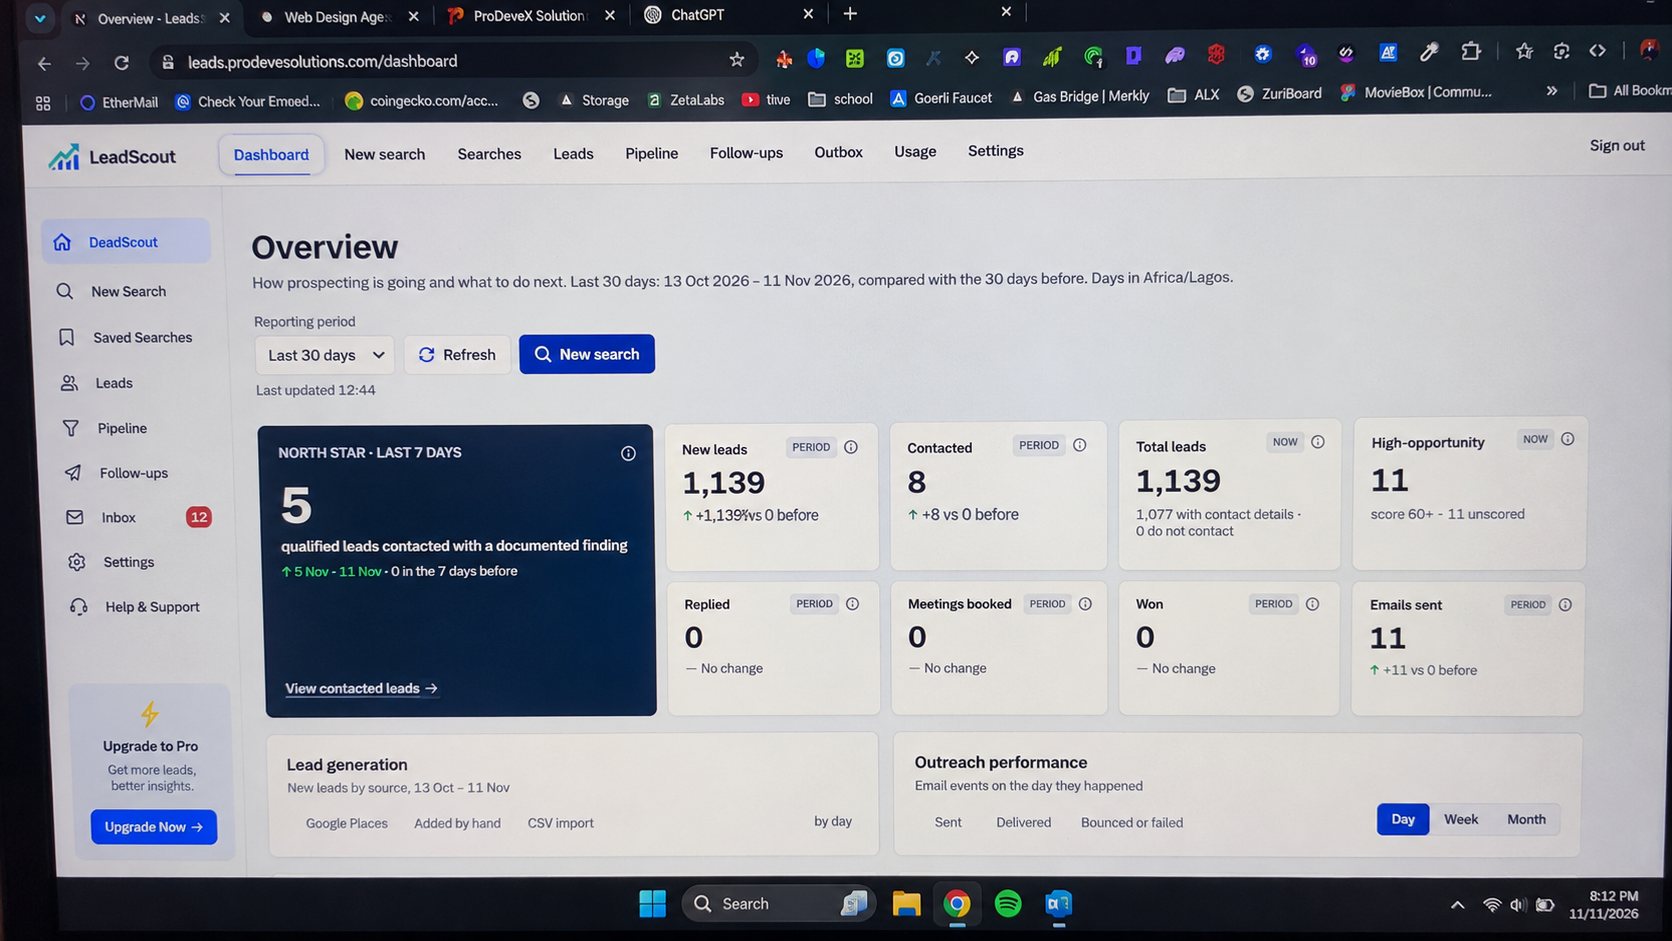 Overview - Leads
Web Design Age
ProDeveX Solution
ChatGPT
leads.prodevesolutions.com/dashboard
10
EtherMail
Check Your Emoed...
coingecko.com/acc...
Storage
ZetaLabs
tlive
school
Goerli Faucet
Gas Bridge | Merkly
ALX
ZuriBoard
MovieBox | Commu...
All Bookm
LeadScout
Dashboard
New search
Searches
Leads
Pipeline
Follow-ups
Outbox
Usage
Settings
Sign out
DeadScout
New Search
Saved Searches
Leads
Pipeline
Follow-ups
Inbox 12
Settings
Help & Support
Upgrade to Pro
Get more leads,
better insights.
Upgrade Now →
Overview
How prospecting is going and what to do next. Last 30 days: 13 Oct 2026 – 11 Nov 2026, compared with the 30 days before. Days in Africa/Lagos.
Reporting period
Last 30 days
Refresh
New search
Last updated 12:44
NORTH STAR · LAST 7 DAYS
5
qualified leads contacted with a documented finding
↑ 5 Nov - 11 Nov · 0 in the 7 days before
View contacted leads →
New leads PERIOD
1,139
↑ +1,139% vs 0 before
Contacted PERIOD
8
↑ +8 vs 0 before
Total leads NOW
1,139
1,077 with contact details ·
0 do not contact
High-opportunity NOW
11
score 60+ - 11 unscored
Replied PERIOD
0
— No change
Meetings booked PERIOD
0
— No change
Won PERIOD
0
— No change
Emails sent PERIOD
11
↑ +11 vs 0 before
Lead generation
New leads by source, 13 Oct – 11 Nov
Google Places
Added by hand
CSV import
by day
Outreach performance
Email events on the day they happened
Sent
Delivered
Bounced or failed
Day
Week
Month
Search
8:12 PM
11/11/2026